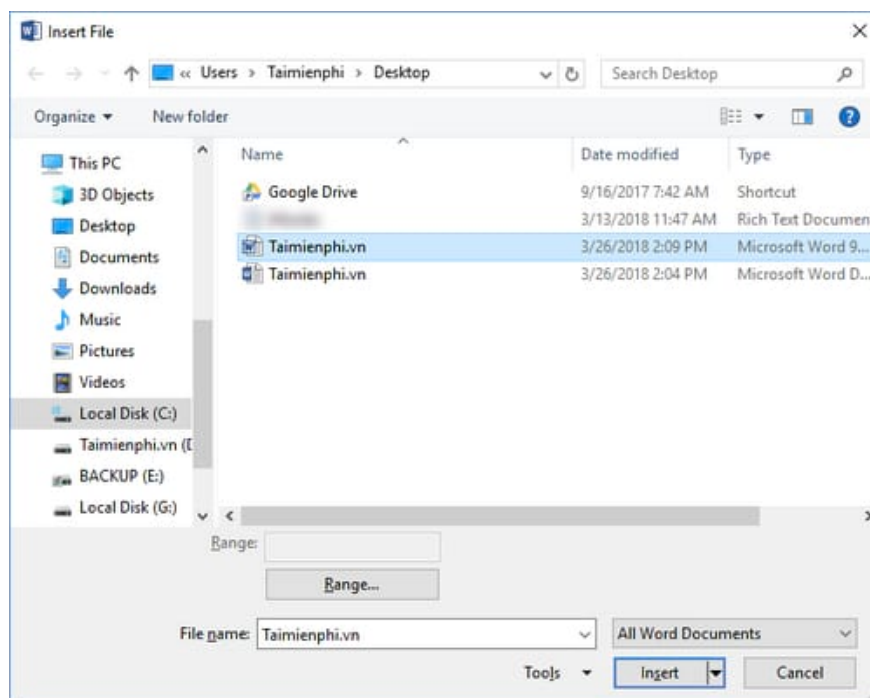 Insert File
« Users › Taimienphi › Desktop
Search Desktop
Organize
New folder
Name Date modified Type
This PC
3D Objects
Desktop
Documents
Downloads
Music
Pictures
Videos
Local Disk (C:)
Taimienphi.vn (D
BACKUP (E:)
Local Disk (G:)
Google Drive 9/16/2017 7:42 AM Shortcut
3/13/2018 11:47 AM Rich Text Documen
Taimienphi.vn 3/26/2018 2:09 PM Microsoft Word 9...
Taimienphi.vn 3/26/2018 2:04 PM Microsoft Word D...
Range:
Range...
File name: Taimienphi.vn All Word Documents
Tools Insert Cancel